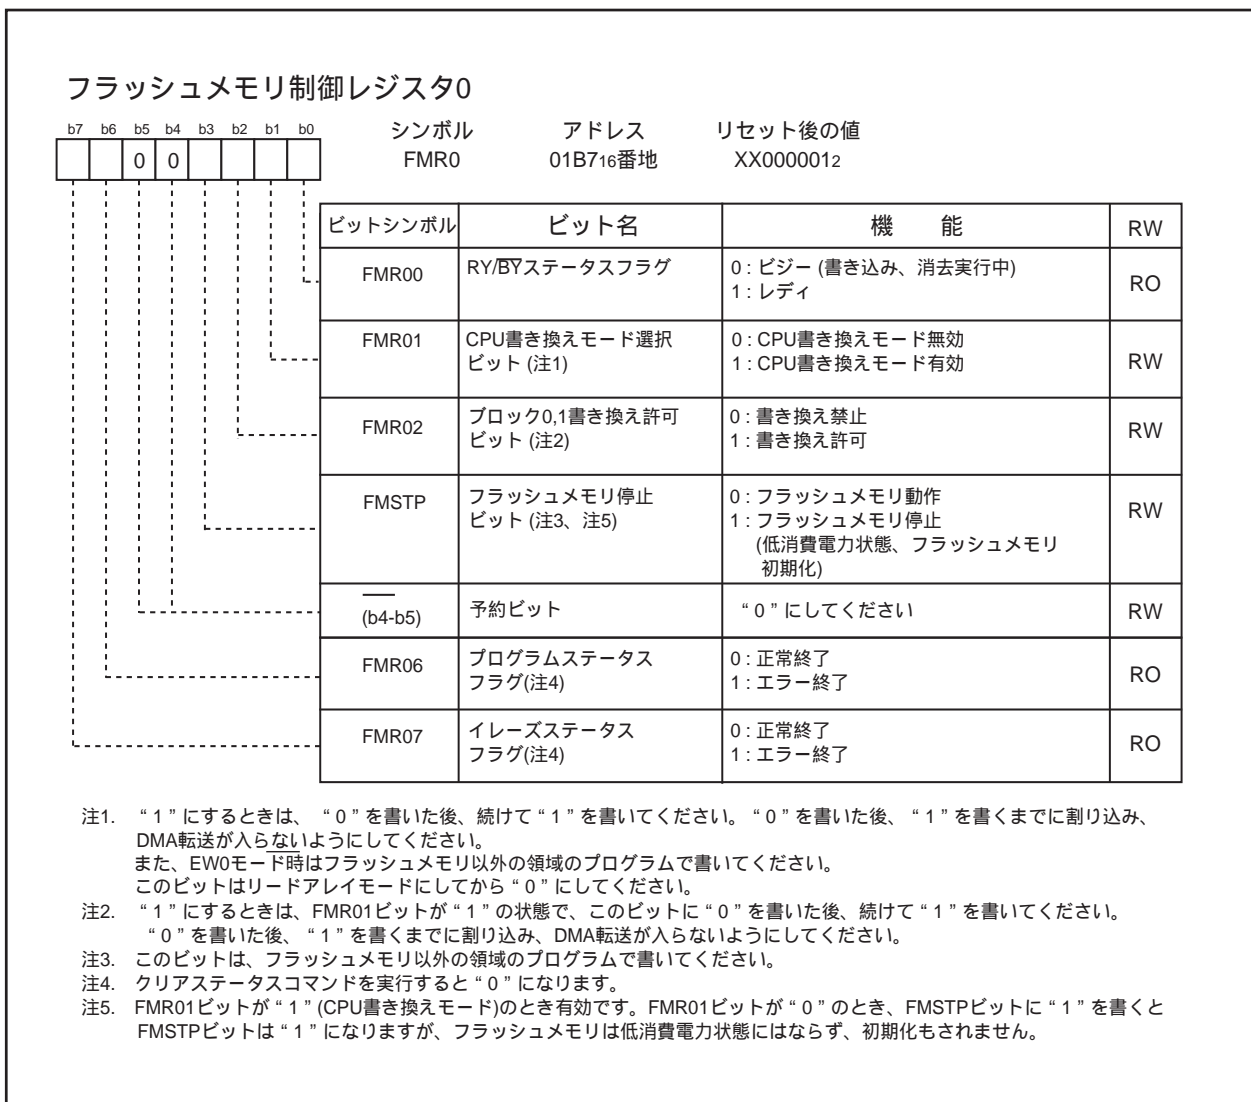 フラッシュメモリ制御レジスタ0
b7 b6 b5 b4 b3 b2 b1 b0
0 0
シンボル アドレス リセット後の値
FMR0 01B716番地 XX0000012
ビットシンボル ビット名 機 能 RW
FMR00 RY/BYステータスフラグ 0 : ビジー (書き込み、消去実行中) RO
1 : レディ
FMR01 CPU書き換えモード選択 0 : CPU書き換えモード無効 RW
ビット (注1) 1 : CPU書き換えモード有効
FMR02 ブロック0,1書き換え許可 0 : 書き換え禁止 RW
ビット (注2) 1 : 書き換え許可
FMSTP フラッシュメモリ停止 0 : フラッシュメモリ動作 RW
ビット (注3、注5) 1 : フラッシュメモリ停止
(低消費電力状態、フラッシュメモリ
初期化)
(b4-b5) 予約ビット “ 0 ” にしてください RW
FMR06 プログラムステータス 0 : 正常終了 RO
フラグ(注4) 1 : エラー終了
FMR07 イレーズステータス 0 : 正常終了 RO
フラグ(注4) 1 : エラー終了
注1. “ 1 ” にするときは、 “ 0 ” を書いた後、続けて “ 1 ” を書いてください。 “ 0 ” を書いた後、 “ 1 ” を書くまでに割り込み、
DMA転送が入らないようにしてください。
また、EW0モード時はフラッシュメモリ以外の領域のプログラムで書いてください。
このビットはリードアレイモードにしてから “ 0 ” にしてください。
注2. “ 1 ” にするときは、FMR01ビットが “ 1 ” の状態で、このビットに “ 0 ” を書いた後、続けて “ 1 ” を書いてください。
“ 0 ” を書いた後、 “ 1 ” を書くまでに割り込み、DMA転送が入らないようにしてください。
注3. このビットは、フラッシュメモリ以外の領域のプログラムで書いてください。
注4. クリアステータスコマンドを実行すると “ 0 ” になります。
注5. FMR01ビットが “ 1 ” (CPU書き換えモード)のとき有効です。FMR01ビットが “ 0 ” のとき、FMSTPビットに “ 1 ” を書くと
FMSTPビットは “ 1 ” になりますが、フラッシュメモリは低消費電力状態にはならず、初期化もされません。